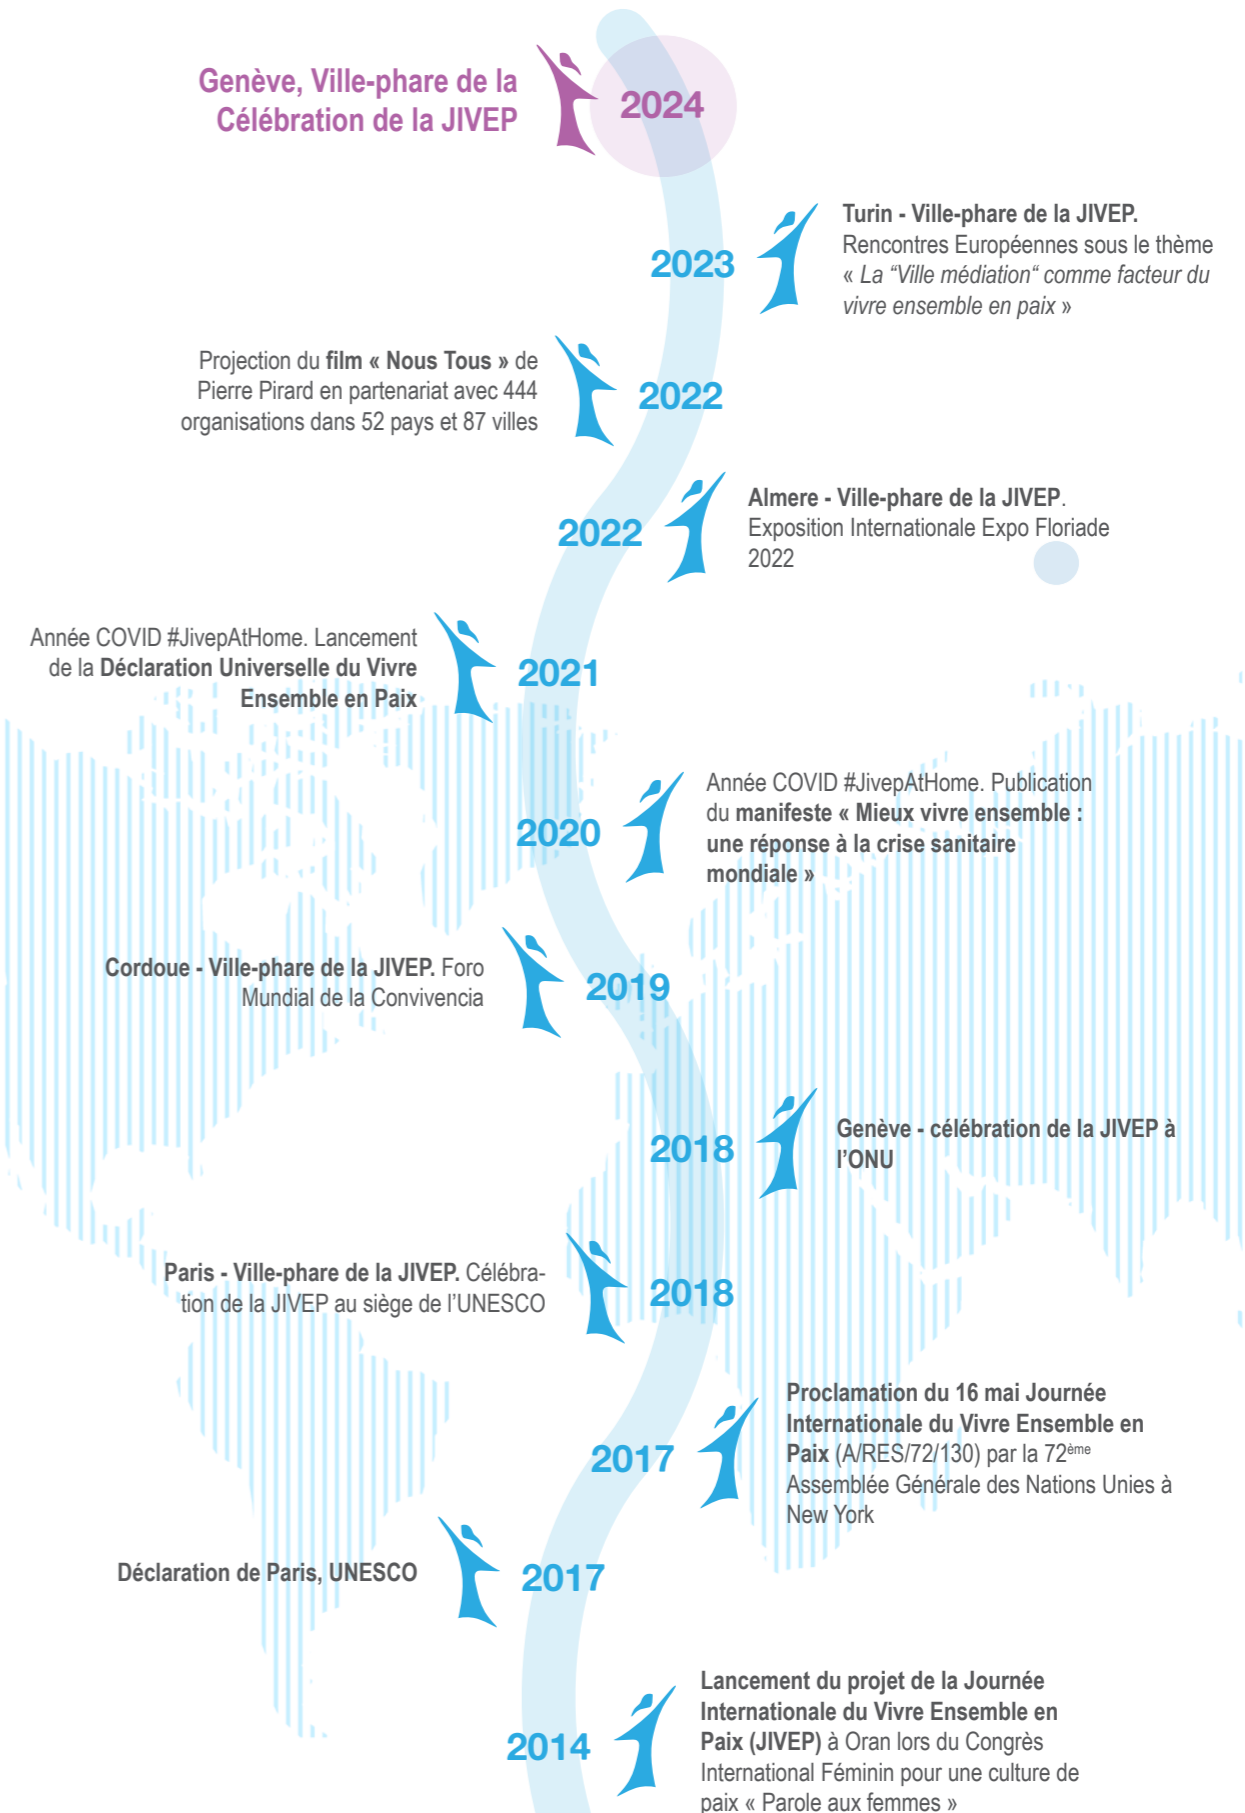 Genève, Ville-phare de la
Célébration de la JIVEP
2024
2023
Turin - Ville-phare de la JIVEP.
Rencontres Européennes sous le thème
« La “Ville médiation“ comme facteur du
vivre ensemble en paix »
Projection du film « Nous Tous » de
Pierre Pirard en partenariat avec 444
organisations dans 52 pays et 87 villes
2022
2022
Almere - Ville-phare de la JIVEP.
Exposition Internationale Expo Floriade
2022
Année COVID #JivepAtHome. Lancement
de la Déclaration Universelle du Vivre
Ensemble en Paix
2021
2020
Année COVID #JivepAtHome. Publication
du manifeste « Mieux vivre ensemble :
une réponse à la crise sanitaire
mondiale »
Cordoue - Ville-phare de la JIVEP. Foro
Mundial de la Convivencia
2019
2018
Genève - célébration de la JIVEP à
l’ONU
Paris - Ville-phare de la JIVEP. Célébra-
tion de la JIVEP au siège de l’UNESCO
2018
2017
Proclamation du 16 mai Journée
Internationale du Vivre Ensemble en
Paix (A/RES/72/130) par la 72ème
Assemblée Générale des Nations Unies à
New York
Déclaration de Paris, UNESCO
2017
2014
Lancement du projet de la Journée
Internationale du Vivre Ensemble en
Paix (JIVEP) à Oran lors du Congrès
International Féminin pour une culture de
paix « Parole aux femmes »